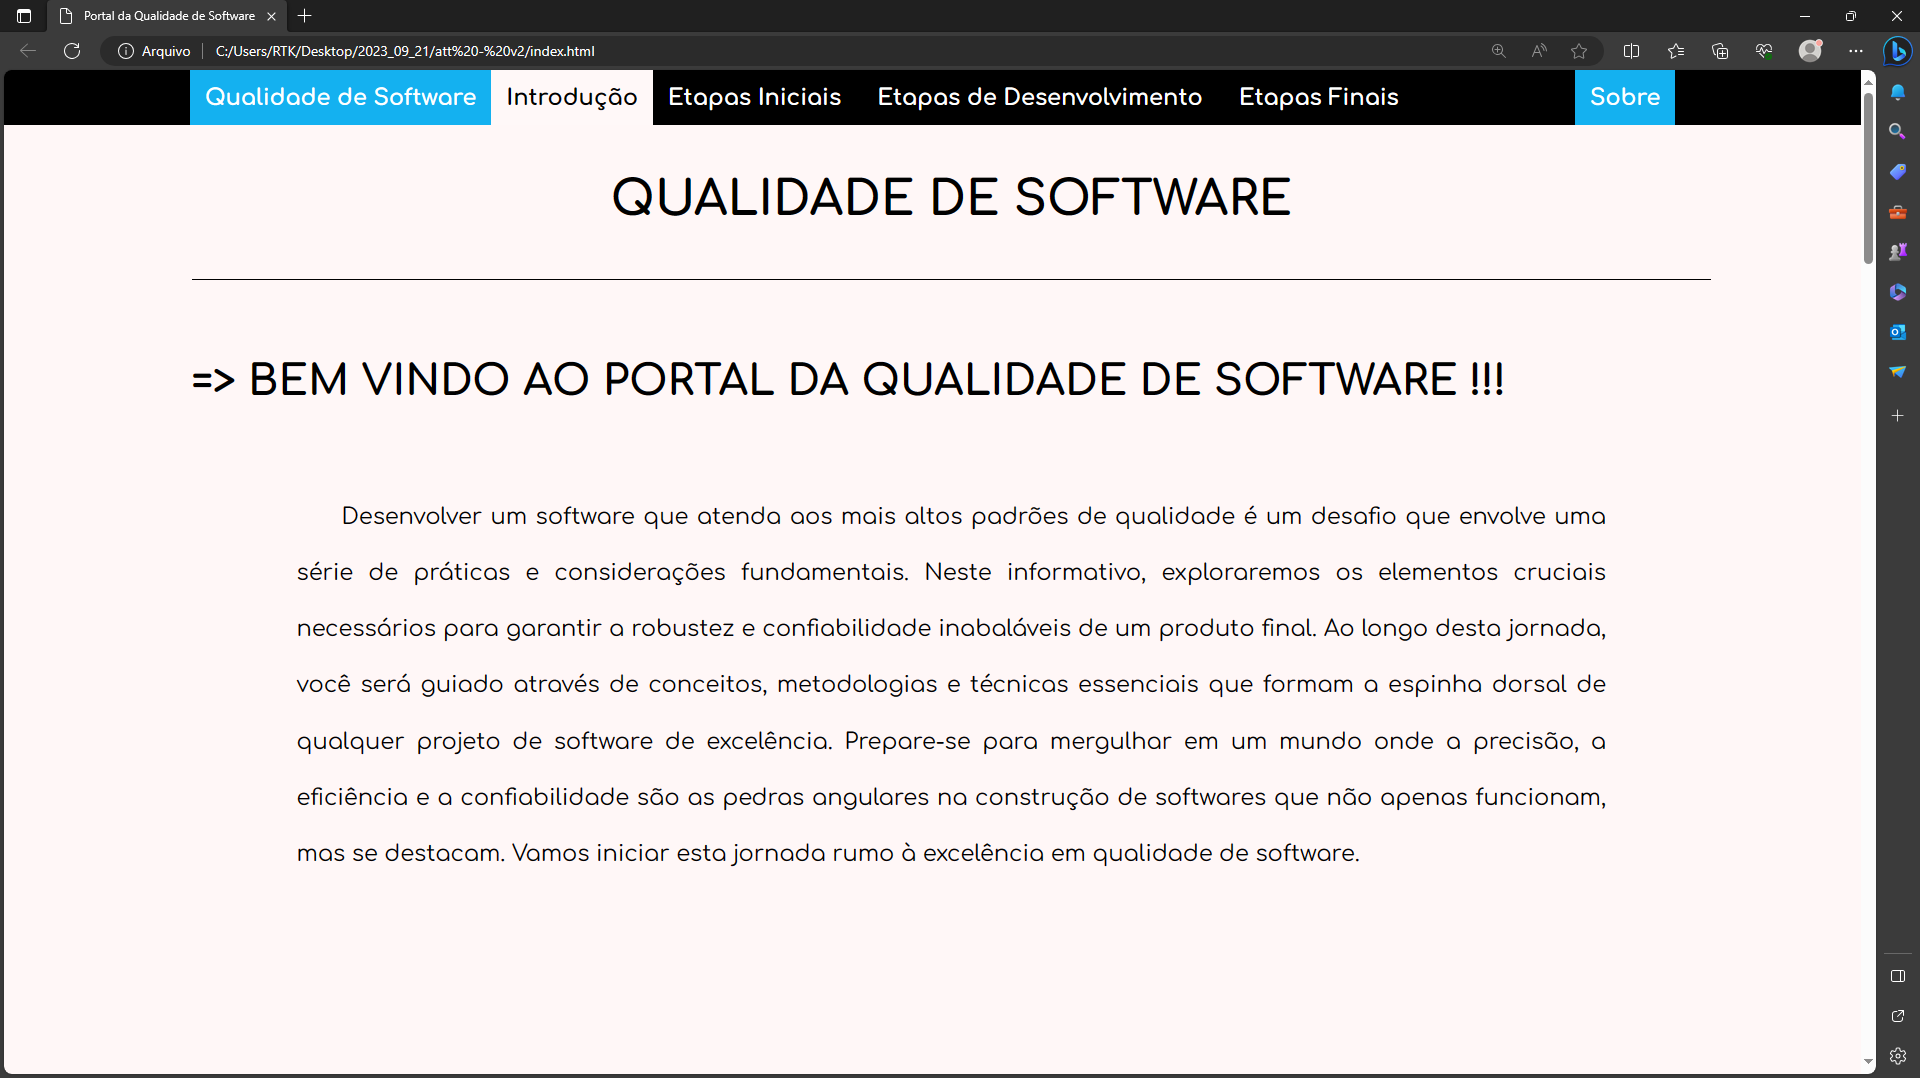 Portal da Qualidade de Software
Arquivo
C:/Users/RTK/Desktop/2023_09_21/att%20-%20v2/index.html
Qualidade de Software
Introdução
Etapas Iniciais
Etapas de Desenvolvimento
Etapas Finais
Sobre
QUALIDADE DE SOFTWARE
=> BEM VINDO AO PORTAL DA QUALIDADE DE SOFTWARE !!!
Desenvolver um software que atenda aos mais altos padrões de qualidade é um desafio que envolve uma
série de práticas e considerações fundamentais. Neste informativo, exploraremos os elementos cruciais
necessários para garantir a robustez e confiabilidade inabaláveis de um produto final. Ao longo desta jornada,
você será guiado através de conceitos, metodologias e técnicas essenciais que formam a espinha dorsal de
qualquer projeto de software de excelência. Prepare-se para mergulhar em um mundo onde a precisão, a
eficiência e a confiabilidade são as pedras angulares na construção de softwares que não apenas funcionam,
mas se destacam. Vamos iniciar esta jornada rumo à excelência em qualidade de software.